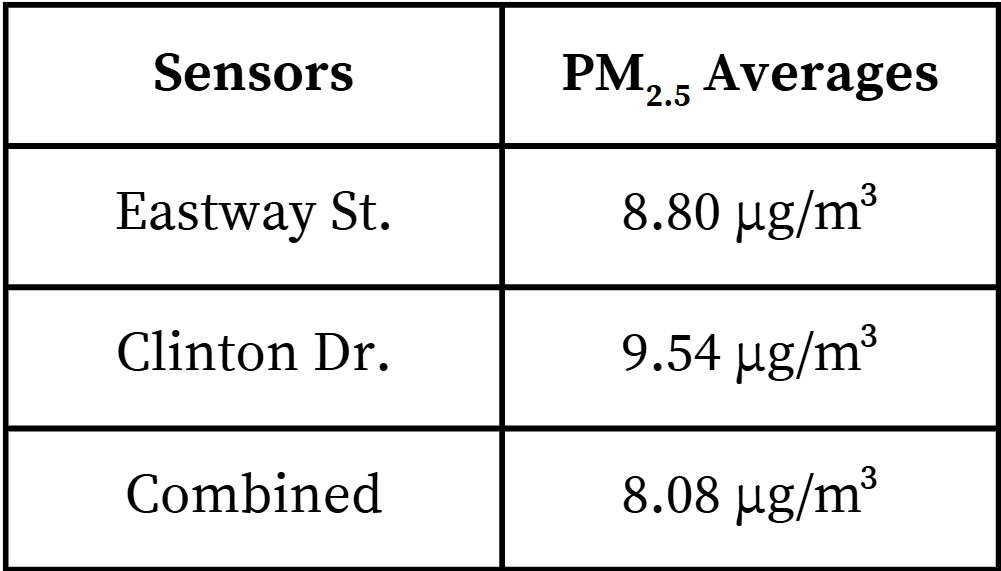 Sensors PM₂.₅ Averages
Eastway St. 8.80 µg/m³
Clinton Dr. 9.54 µg/m³
Combined 8.08 µg/m³